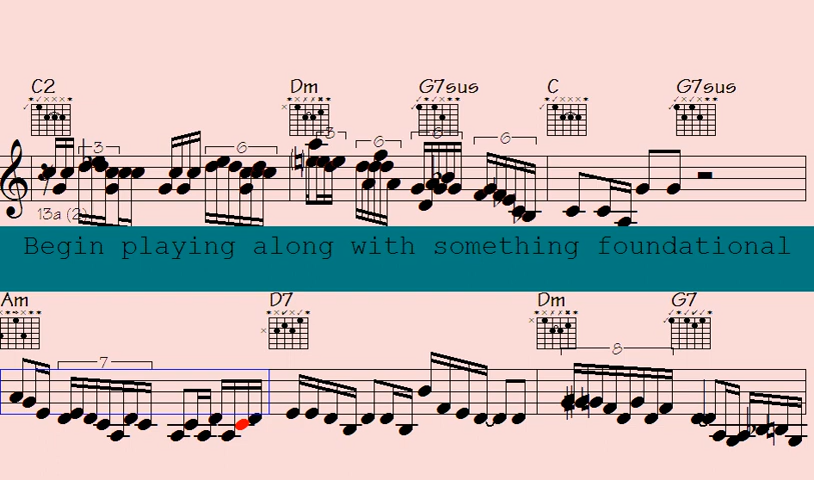 C2 Dm G7sus C G7sus
3 6 3 6 6 6
13a (2)
Begin playing along with something foundational
Am D7 Dm G7
7 8